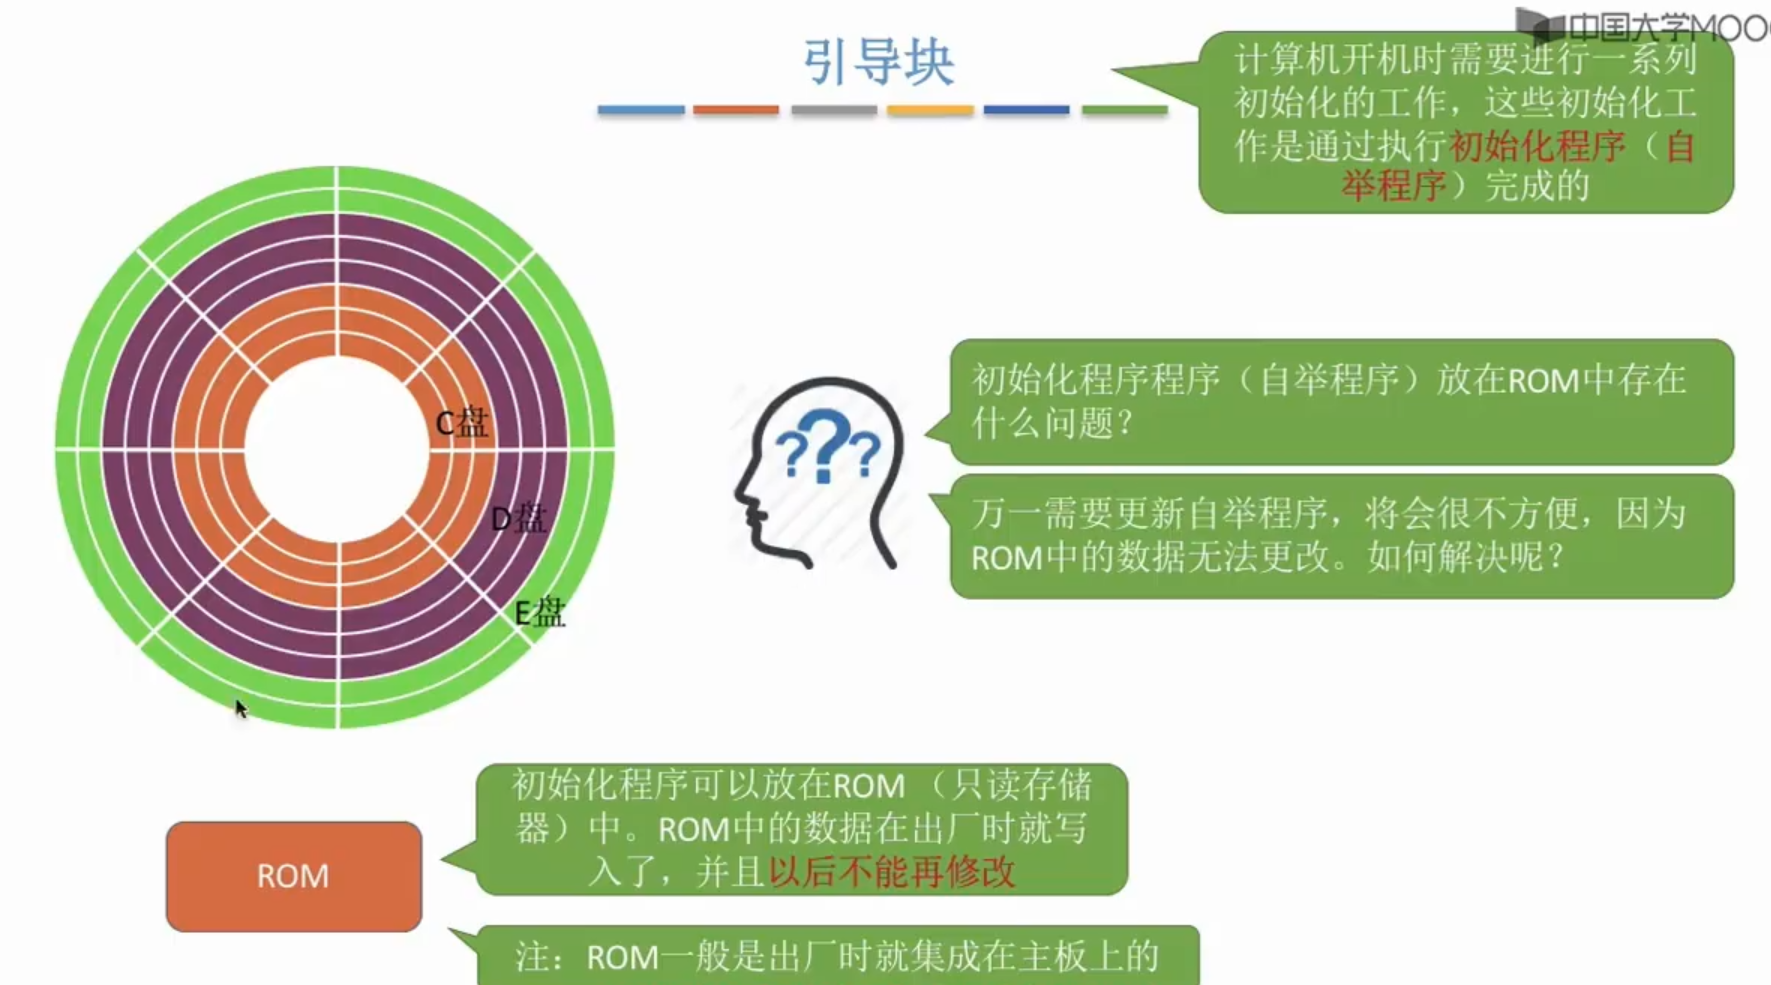 中国大学MOO
引导块
计算机开机时需要进行一系列
初始化的工作，这些初始化工
作是通过执行初始化程序（自
举程序）完成的
C盘
D盘
E盘
???
初始化程序程序（自举程序）放在ROM中存在
什么问题？
万一需要更新自举程序，将会很不方便，因为
ROM中的数据无法更改。如何解决呢？
ROM
初始化程序可以放在ROM（只读存储
器）中。ROM中的数据在出厂时就写
入了，并且以后不能再修改
注：ROM一般是出厂时就集成在主板上的